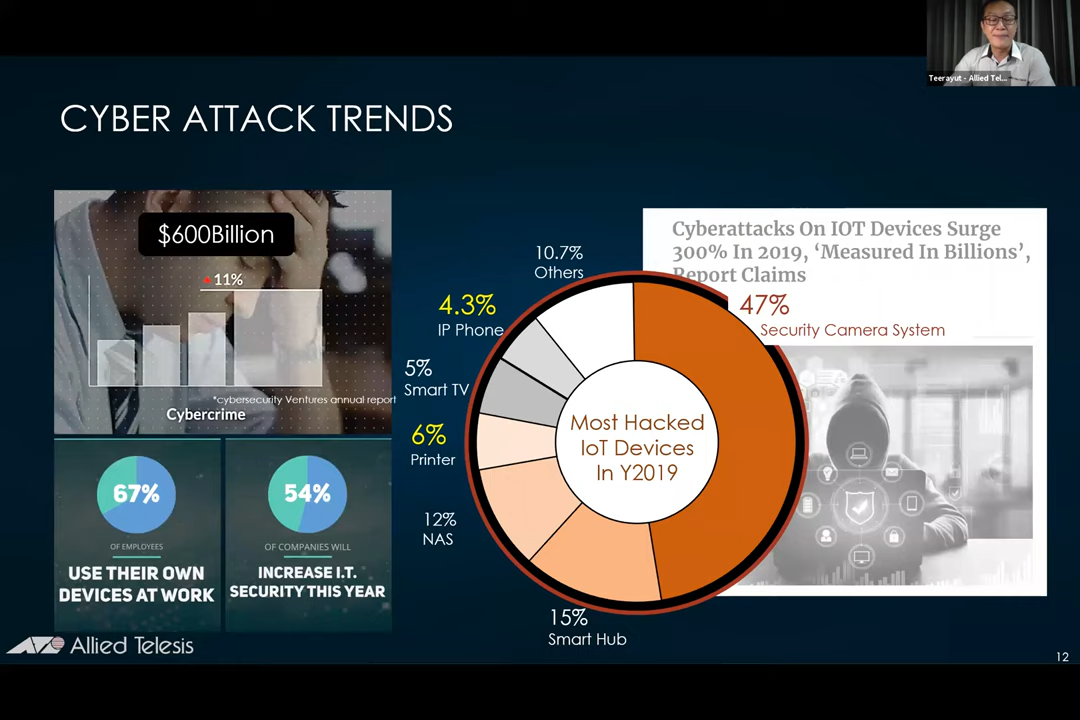 Teerayut - Allied Tel...
CYBER ATTACK TRENDS
$600Billion
11%
*cybersecurity Ventures annual report
Cybercrime
67%
OF EMPLOYEES
USE THEIR OWN
DEVICES AT WORK
54%
OF COMPANIES WILL
INCREASE I.T.
SECURITY THIS YEAR
Cyberattacks On IOT Devices Surge
300% In 2019, ‘Measured In Billions’,
Report Claims
47%
Security Camera System
10.7%
Others
4.3%
IP Phone
5%
Smart TV
6%
Printer
12%
NAS
15%
Smart Hub
Most Hacked
IoT Devices
In Y2019
Allied Telesis
12